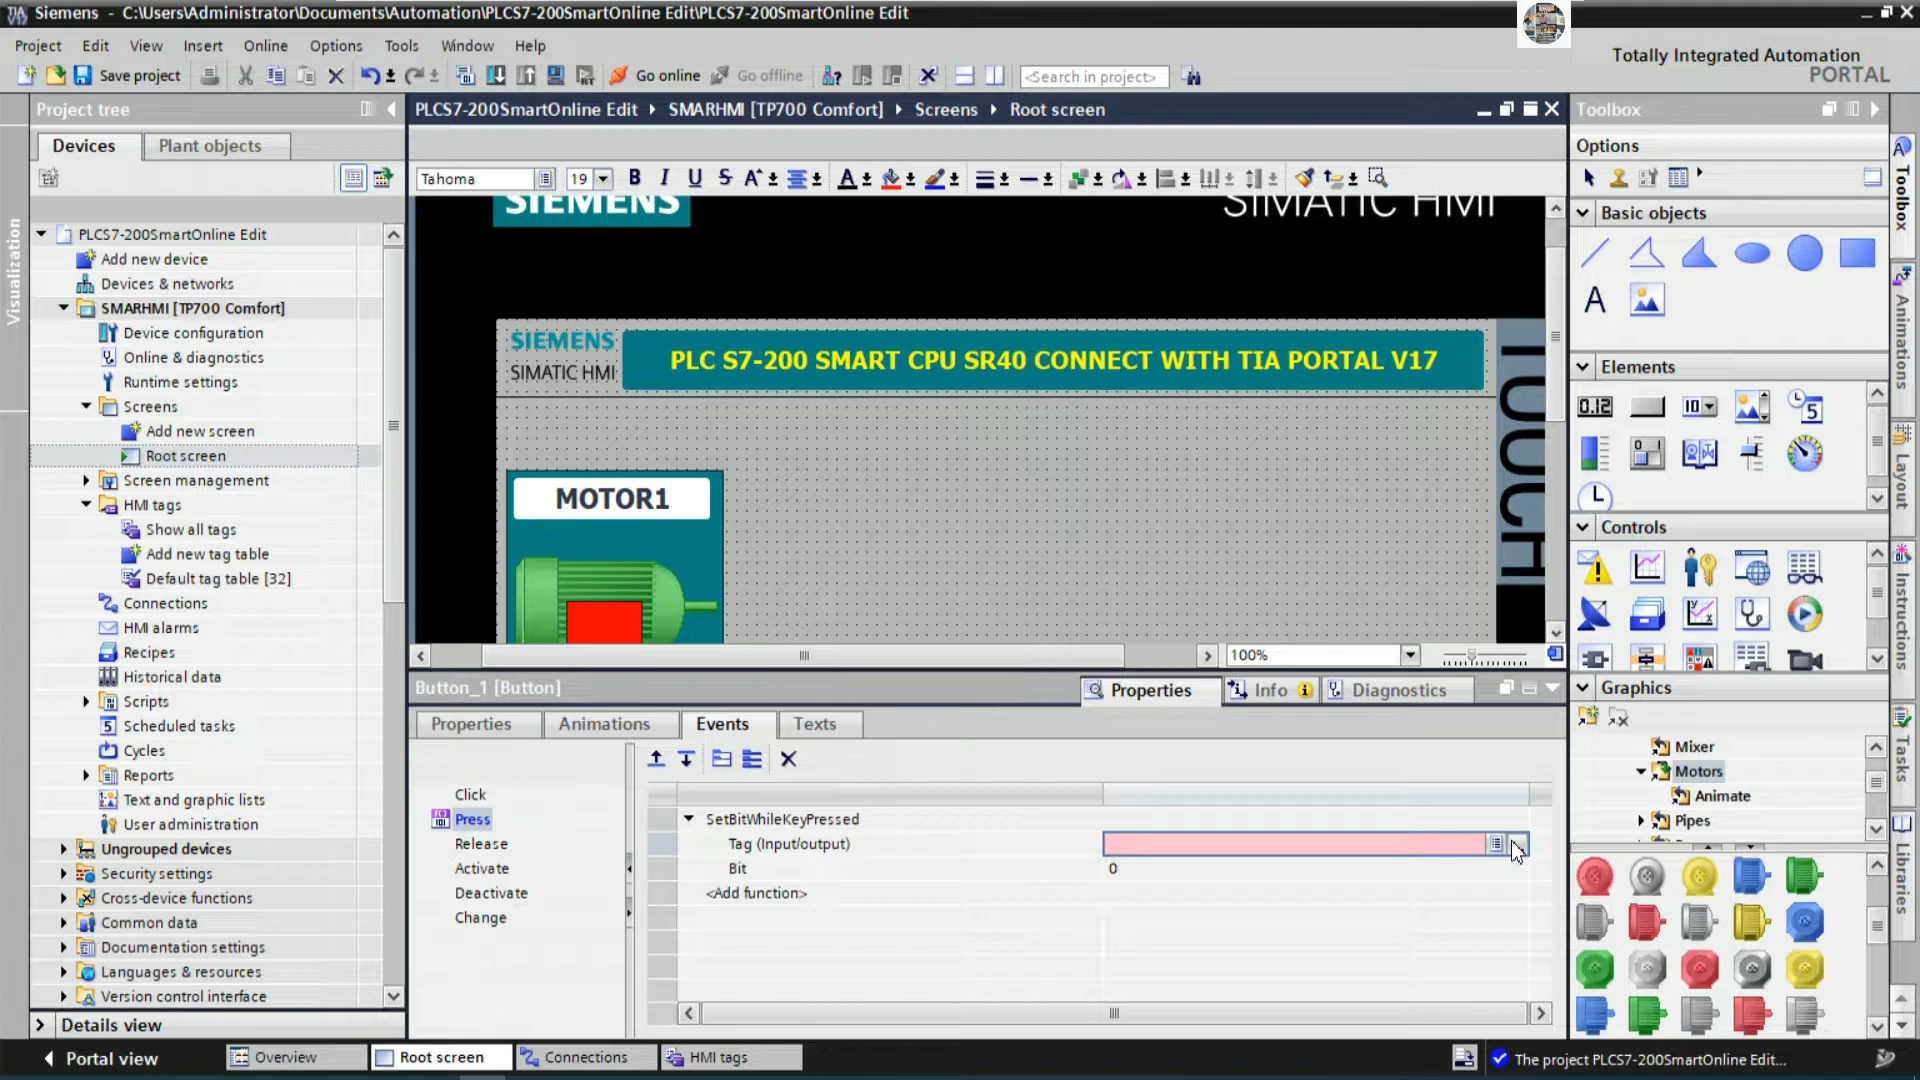 Siemens - C:\Users\Administrator\Documents\Automation\PLCS7-200SmartOnline Edit\PLCS7-200SmartOnline Edit
Project Edit View Insert Online Options Tools Window Help
Totally Integrated Automation
PORTAL
Save project
Go online
Go offline
<Search in project>
Project tree
PLCS7-200SmartOnline Edit
SMARHMI [TP700 Comfort]
Screens
Root screen
Toolbox
Devices
Plant objects
Options
Tahoma
19
B I U S A
SIEMENS
SIMATIC HMI
Basic objects
Visualization
PLCS7-200SmartOnline Edit
Add new device
Devices & networks
SMARHMI [TP700 Comfort]
Device configuration
Online & diagnostics
Runtime settings
Screens
Add new screen
Root screen
Screen management
HMI tags
Show all tags
Add new tag table
Default tag table [32]
Connections
HMI alarms
Recipes
Historical data
Scripts
Scheduled tasks
Cycles
Reports
Text and graphic lists
User administration
Ungrouped devices
Security settings
Cross-device functions
Common data
Documentation settings
Languages & resources
Version control interface
Details view
SIEMENS
SIMATIC HMI
PLC S7-200 SMART CPU SR40 CONNECT WITH TIA PORTAL V17
TOUCH
MOTOR1
100%
Button_1 [Button]
Properties
Info
Diagnostics
Properties
Animations
Events
Texts
Click
Press
Release
Activate
Deactivate
Change
SetBitWhileKeyPressed
Tag (Input/output)
Bit
0
<Add function>
A
Elements
0.12
10
5
Controls
Graphics
Mixer
Motors
Animate
Pipes
Toolbox
Animations
Layout
Instructions
Tasks
Libraries
Portal view
Overview
Root screen
Connections
HMI tags
The project PLCS7-200SmartOnline Edit...